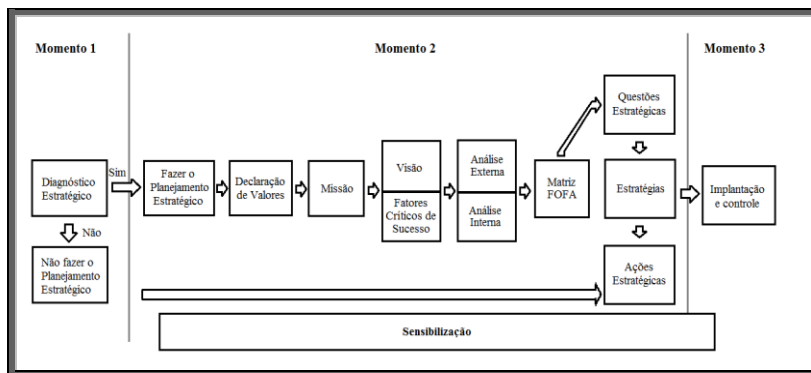 Momento 1
Momento 2
Momento 3
Diagnóstico
Estratégico
Sim
Não
Não fazer o
Planejamento
Estratégico
Fazer o
Planejamento
Estratégico
Declaração
de Valores
Missão
Visão
Fatores
Críticos de
Sucesso
Análise
Externa
Análise
Interna
Matriz
FOFA
Questões
Estratégicas
Estratégias
Ações
Estratégicas
Implantação
e controle
Sensibilização